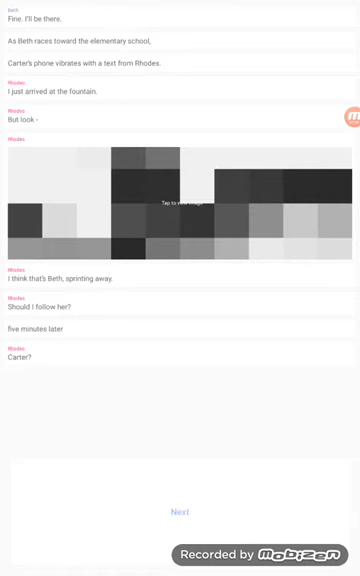 Beth
Fine. I'll be there.
As Beth races toward the elementary school,
Carter's phone vibrates with a text from Rhodes.
Rhodes
I just arrived at the fountain.
Rhodes
But look -
Rhodes
Tap to view image
Rhodes
I think that's Beth, sprinting away.
Rhodes
Should I follow her?
five minutes later
Rhodes
Carter?
Next
Recorded by mobizen